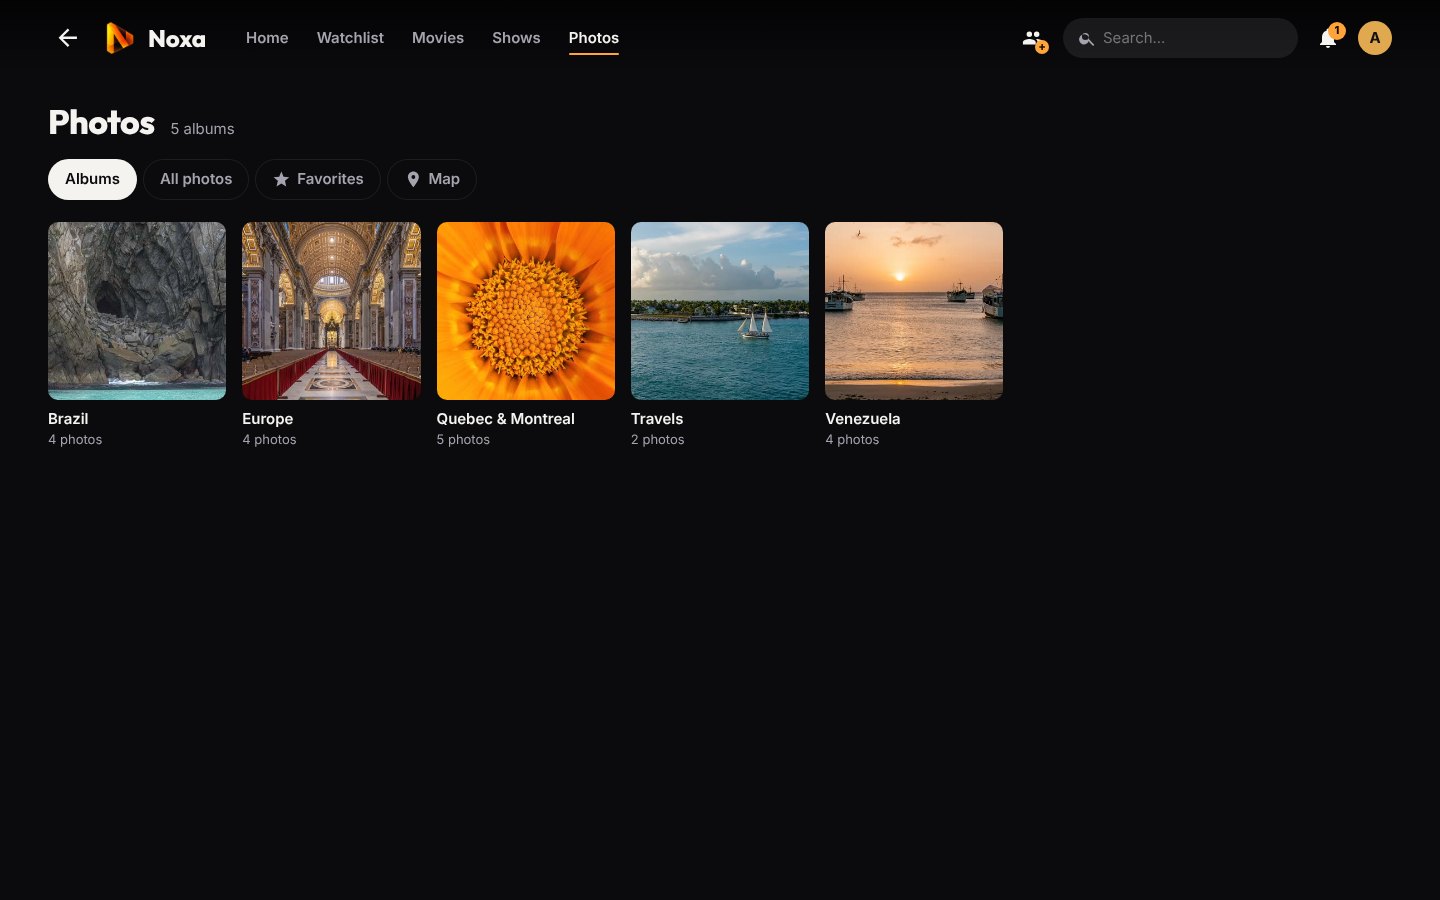 Noxa Home Watchlist Movies Shows Photos Search... 1 A
Photos 5 albums
Albums All photos Favorites Map
Brazil Europe Quebec & Montreal Travels Venezuela
4 photos 4 photos 5 photos 2 photos 4 photos